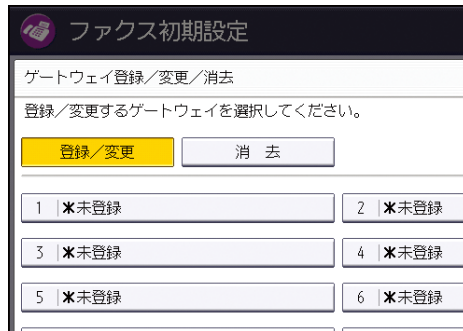 ファクス初期設定
ゲートウェイ登録／変更／消去
登録／変更するゲートウェイを選択してください。
登録／変更 消 去
1 *未登録 2 *未登録
3 *未登録 4 *未登録
5 *未登録 6 *未登録